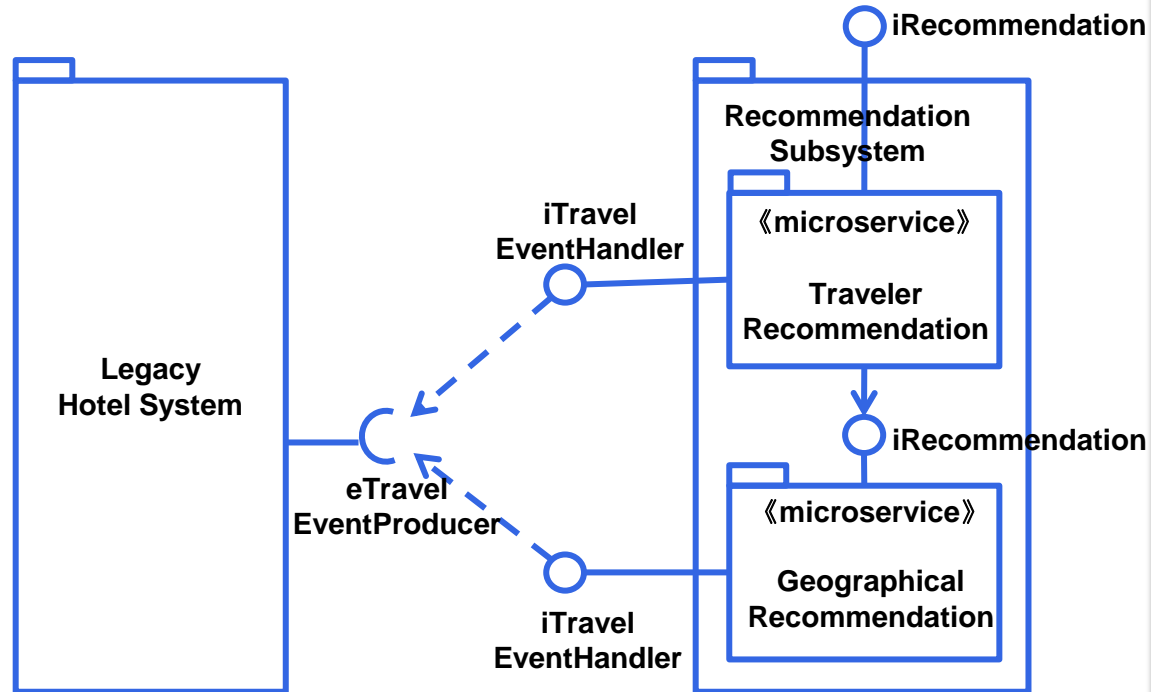 iRecommendation
Recommendation
Subsystem
iTravel
EventHandler
《microservice》
Traveler
Recommendation
Legacy
Hotel System
iRecommendation
eTravel
EventProducer
《microservice》
Geographical
Recommendation
iTravel
EventHandler